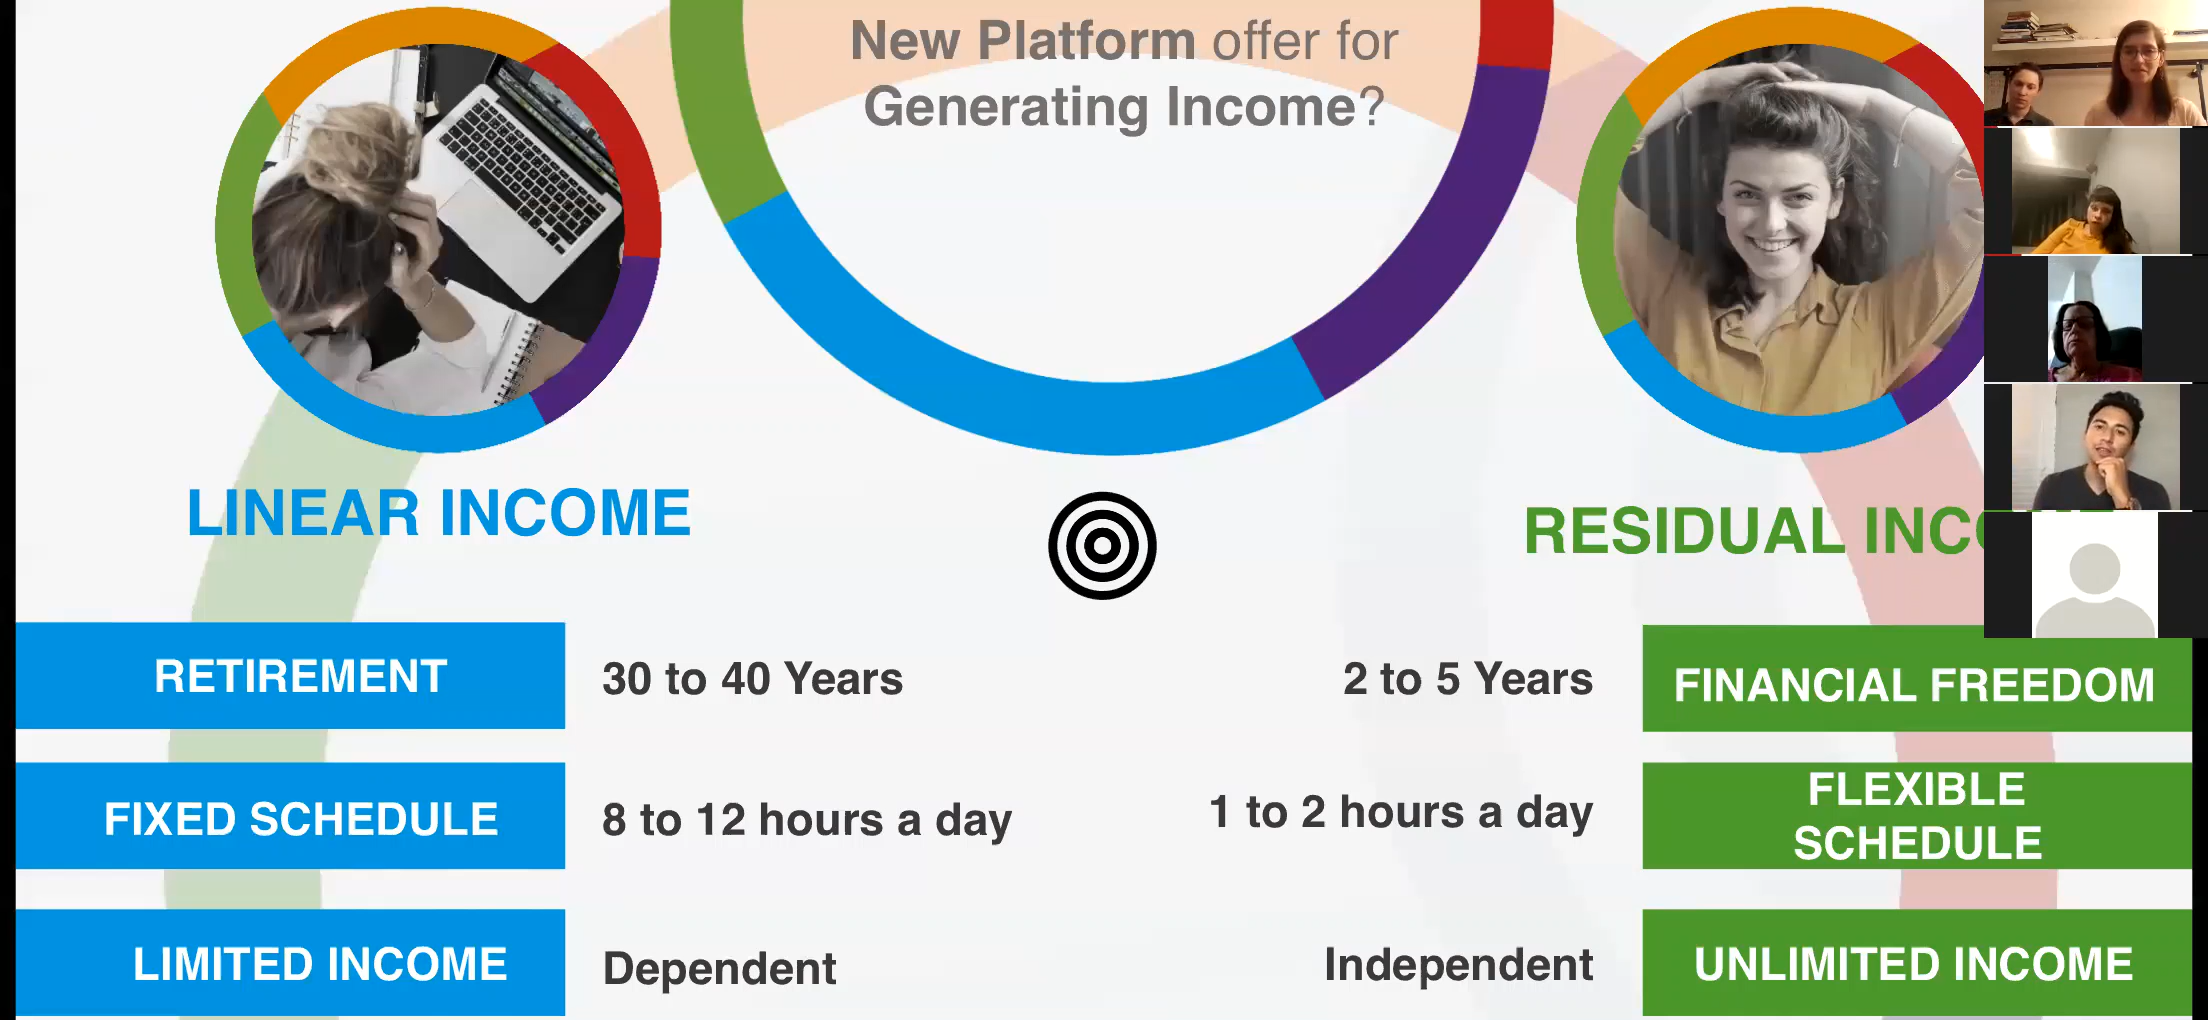 New Platform offer for
Generating Income?
LINEAR INCOME
RESIDUAL INC
RETIREMENT
30 to 40 Years
2 to 5 Years
FINANCIAL FREEDOM
FIXED SCHEDULE
8 to 12 hours a day
1 to 2 hours a day
FLEXIBLE
SCHEDULE
LIMITED INCOME
Dependent
Independent
UNLIMITED INCOME